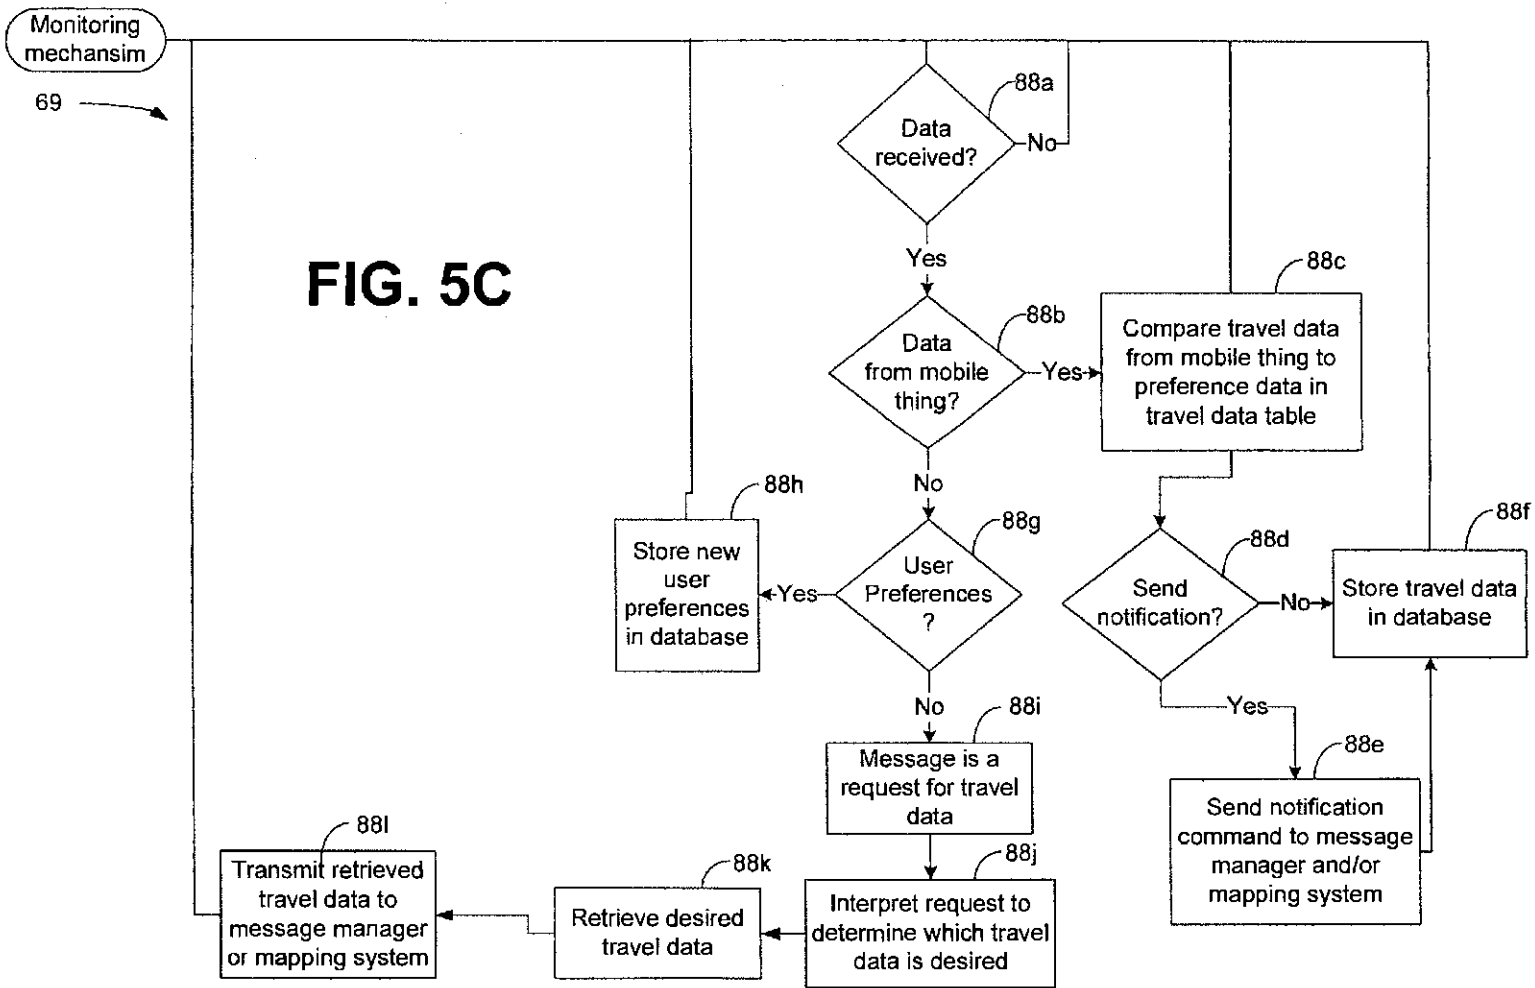 Monitoring
mechansim
69
88a
Data
received?
No
Yes
FIG. 5C
88b
Data
from mobile
thing?
Yes
88c
Compare travel data
from mobile thing to
preference data in
travel data table
No
88h
Store new
user
preferences
in database
Yes
88g
User
Preferences
?
88d
Send
notification?
No
88f
Store travel data
in database
No
Yes
88i
Message is a
request for travel
data
88e
Send notification
command to message
manager and/or
mapping system
88l
Transmit retrieved
travel data to
message manager
or mapping system
88k
Retrieve desired
travel data
88j
Interpret request to
determine which travel
data is desired